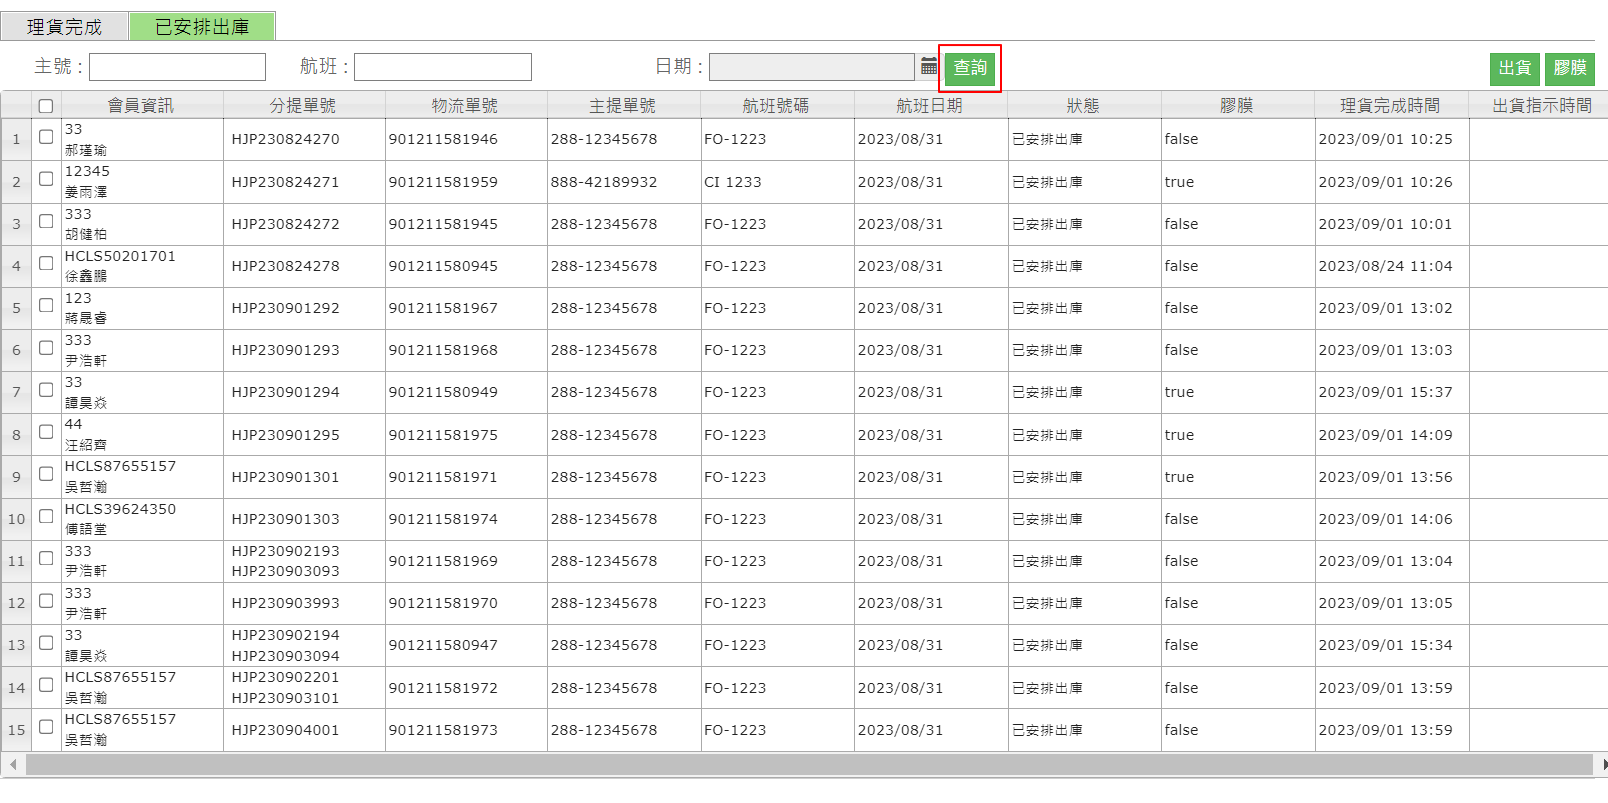 理貨完成 已安排出庫
主號 : 航班 : 日期 : 查詢 出貨 膠膜
會員資訊 分提單號 物流單號 主提單號 航班號碼 航班日期 狀態 膠膜 理貨完成時間 出貨指示時間
1 33 郝瑾瑜 HJP230824270 901211581946 288-12345678 FO-1223 2023/08/31 已安排出庫 false 2023/09/01 10:25
2 12345 姜雨澤 HJP230824271 901211581959 888-42189932 CI 1233 2023/08/31 已安排出庫 true 2023/09/01 10:26
3 333 胡健柏 HJP230824272 901211581945 288-12345678 FO-1223 2023/08/31 已安排出庫 false 2023/09/01 10:01
4 HCLS50201701 徐鑫鵬 HJP230824278 901211580945 288-12345678 FO-1223 2023/08/31 已安排出庫 false 2023/08/24 11:04
5 123 蔣晟睿 HJP230901292 901211581967 288-12345678 FO-1223 2023/08/31 已安排出庫 false 2023/09/01 13:02
6 333 尹浩軒 HJP230901293 901211581968 288-12345678 FO-1223 2023/08/31 已安排出庫 false 2023/09/01 13:03
7 33 譚昊焱 HJP230901294 901211580949 288-12345678 FO-1223 2023/08/31 已安排出庫 true 2023/09/01 15:37
8 44 汪紹齊 HJP230901295 901211581975 288-12345678 FO-1223 2023/08/31 已安排出庫 true 2023/09/01 14:09
9 HCLS87655157 吳哲瀚 HJP230901301 901211581971 288-12345678 FO-1223 2023/08/31 已安排出庫 true 2023/09/01 13:56
10 HCLS39624350 傅語堂 HJP230901303 901211581974 288-12345678 FO-1223 2023/08/31 已安排出庫 false 2023/09/01 14:06
11 333 尹浩軒 HJP230902193 HJP230903093 901211581969 288-12345678 FO-1223 2023/08/31 已安排出庫 false 2023/09/01 13:04
12 333 尹浩軒 HJP230903993 901211581970 288-12345678 FO-1223 2023/08/31 已安排出庫 false 2023/09/01 13:05
13 33 譚昊焱 HJP230902194 HJP230903094 901211580947 288-12345678 FO-1223 2023/08/31 已安排出庫 false 2023/09/01 15:34
14 HCLS87655157 吳哲瀚 HJP230902201 HJP230903101 901211581972 288-12345678 FO-1223 2023/08/31 已安排出庫 false 2023/09/01 13:59
15 HCLS87655157 吳哲瀚 HJP230904001 901211581973 288-12345678 FO-1223 2023/08/31 已安排出庫 false 2023/09/01 13:59